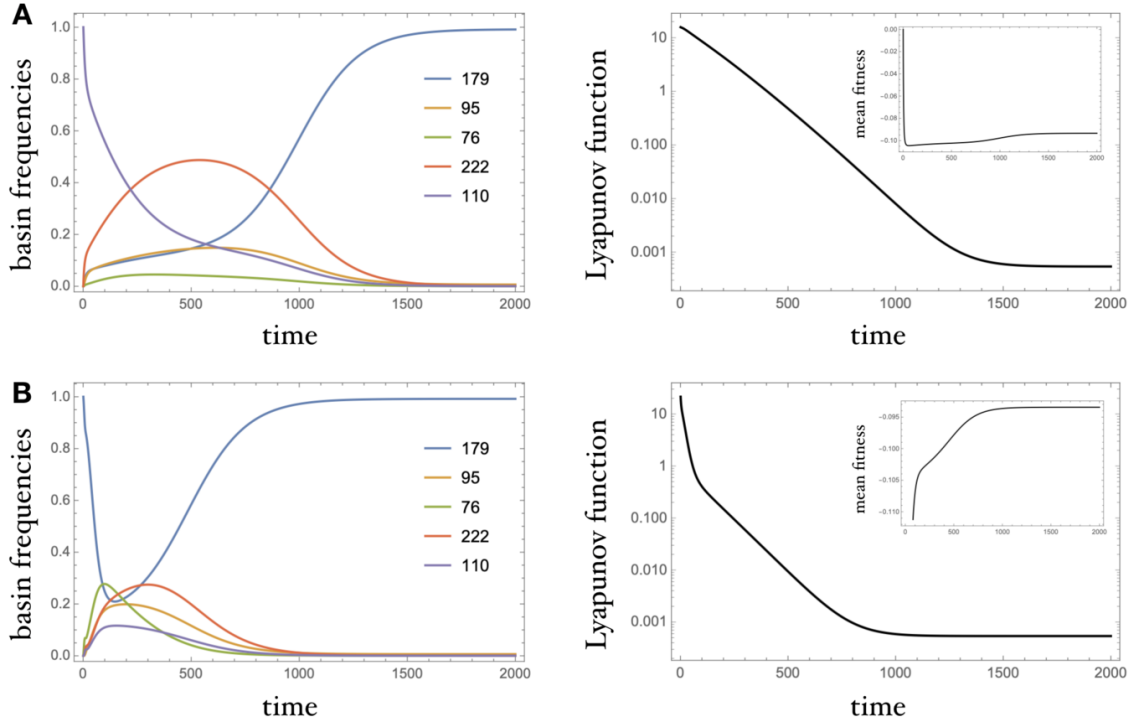 A
basin frequencies
1.0
0.8
0.6
0.4
0.2
0.0
179
95
76
222
110
0 500 1000 1500 2000
time
Lyapunov function
10
1
0.100
0.010
0.001
mean fitness
0.00
-0.02
-0.04
-0.06
-0.08
-0.10
0 500 1000 1500 2000
0 500 1000 1500 2000
time
B
basin frequencies
1.0
0.8
0.6
0.4
0.2
0.0
179
95
76
222
110
0 500 1000 1500 2000
time
Lyapunov function
10
1
0.100
0.010
0.001
mean fitness
-0.095
-0.100
-0.105
-0.110
0 500 1000 1500 2000
0 500 1000 1500 2000
time